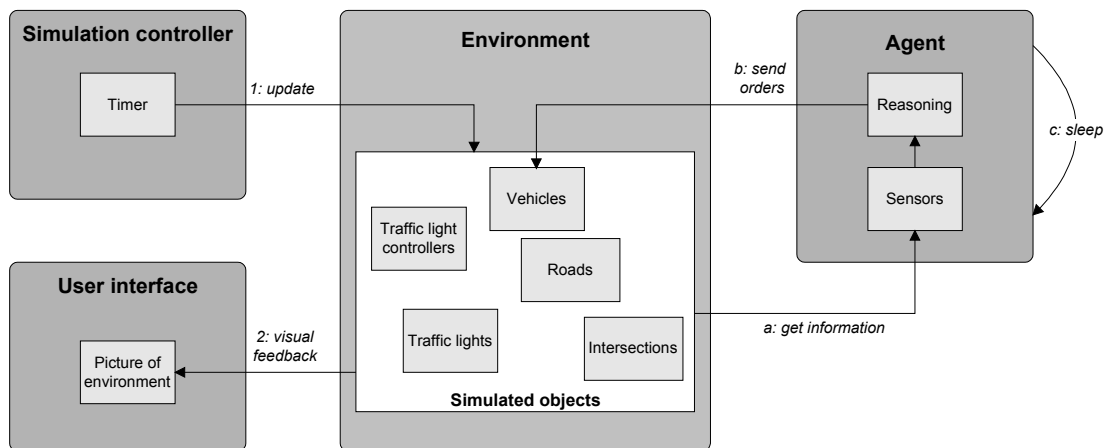 Simulation controller
Timer
1: update
Environment
Vehicles
Traffic light
controllers
Roads
Traffic lights
Intersections
Simulated objects
Agent
b: send
orders
Reasoning
c: sleep
Sensors
a: get information
User interface
2: visual
feedback
Picture of
environment